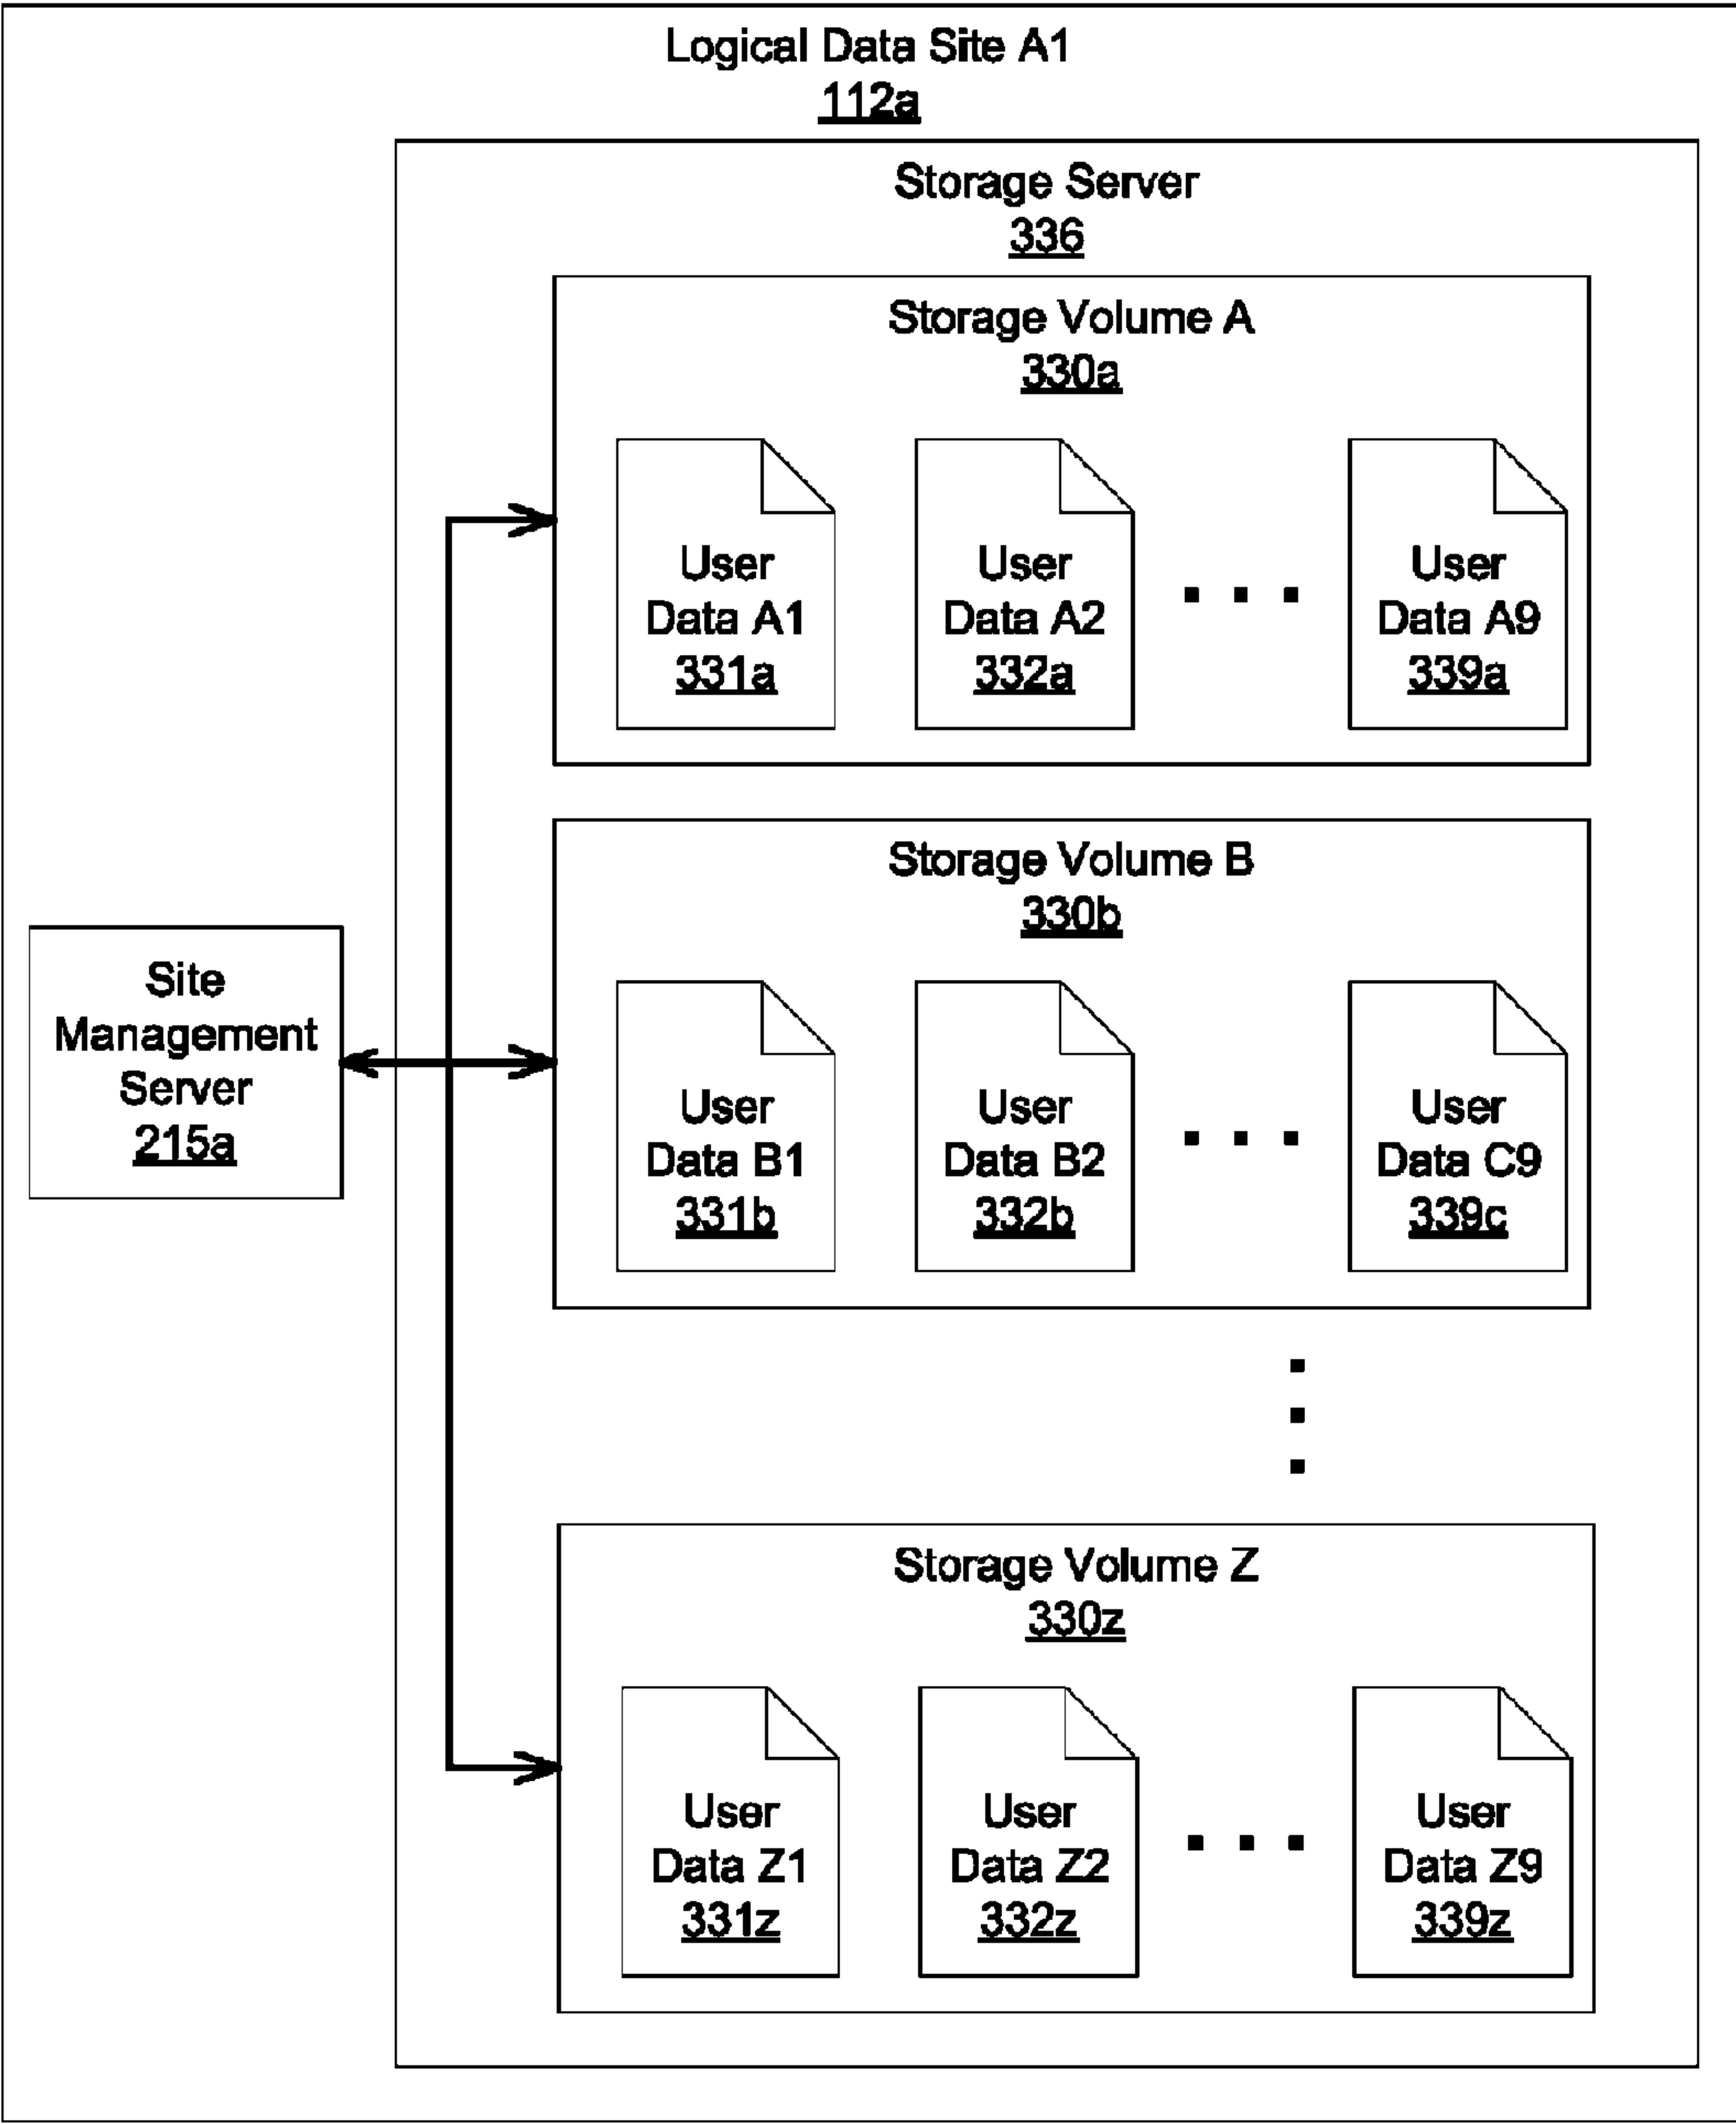 Logical Data Site A1
112a
Storage Server
336
Storage Volume A
330a
User
Data A1
331a
User
Data A2
332a
User
Data A9
339a
Storage Volume B
330b
Site
Management
Server
215a
User
Data B1
331b
User
Data B2
332b
User
Data C9
339c
Storage Volume Z
330z
User
Data Z1
331z
User
Data Z2
332z
User
Data Z9
339z